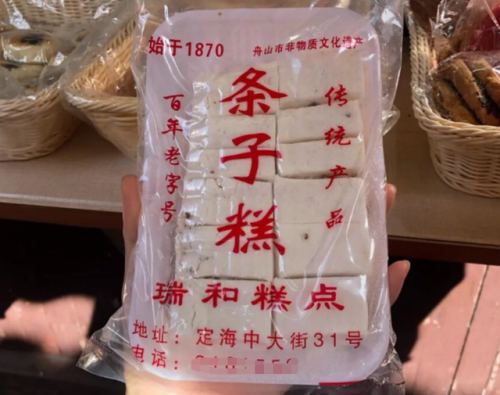 始于1870
舟山市非物质文化遗产
百年老字号
条子糕
传统产品
瑞和糕点
地址：定海中大街31号
电话：